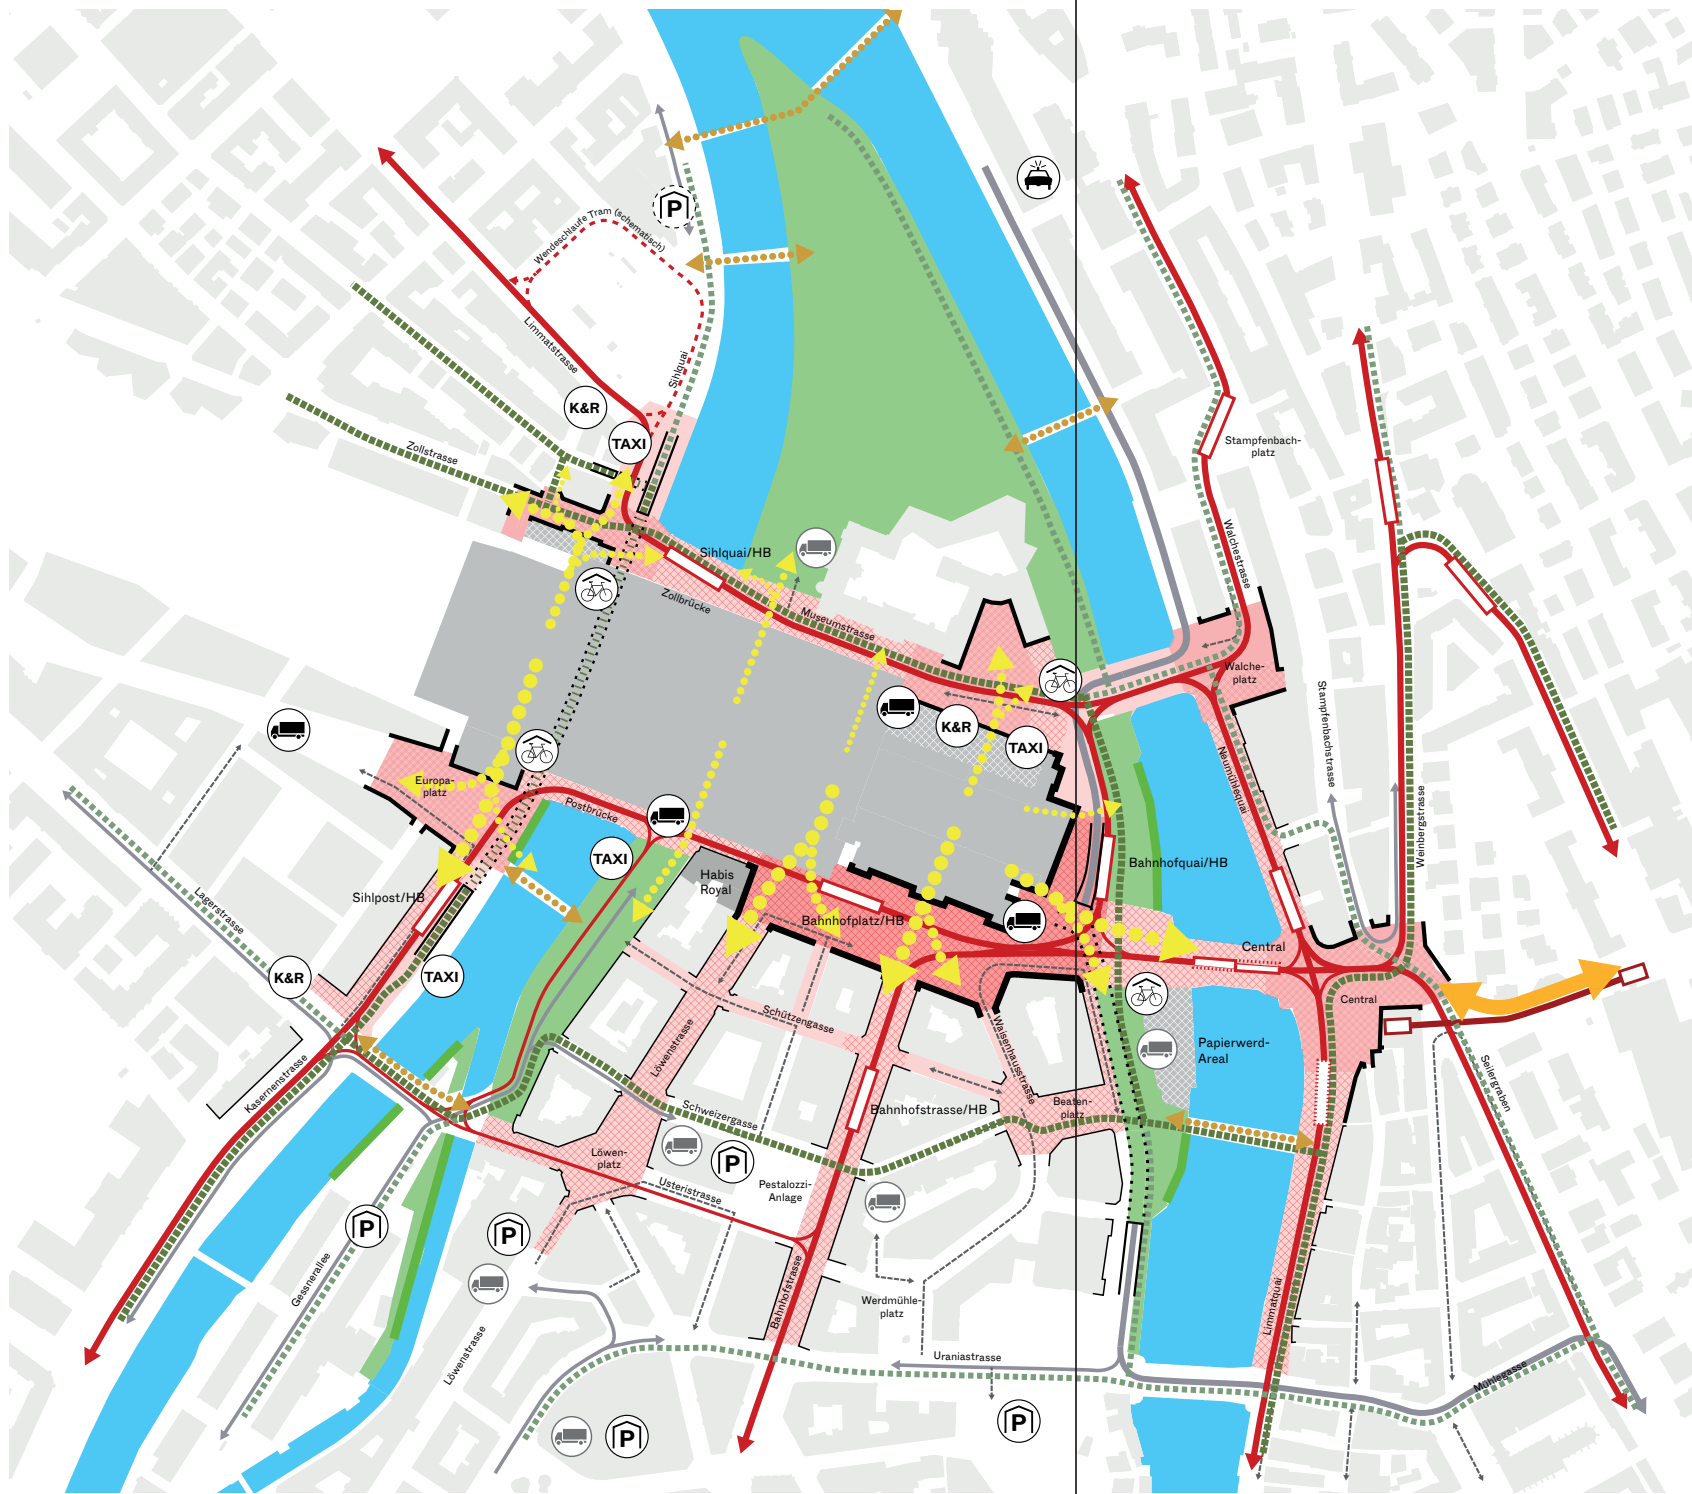 P
Wendeschlaufe Tram (schematisch)
Limmatstrasse
Sihlquai
K&R
TAXI
Zollstrasse
Stampfenbach-
platz
Walchestrasse
Sihlquai/HB
Zollbrücke
Museumstrasse
Walche-
platz
Stampfenbachstrasse
K&R
TAXI
Neumühlequai
Europa-
platz
Postbrücke
TAXI
Weinbergstrasse
Bahnhofquai/HB
Habis
Royal
Sihlpost/HB
Lagerstrasse
Bahnhofplatz/HB
Central
K&R
TAXI
Central
Schützengasse
Löwenstrasse
Waisenhausstrasse
Papierwerd-
Areal
Kasernenstrasse
Seilergraben
Schweizergasse
Bahnhofstrasse/HB
Beaten-
platz
Löwen-
platz
P
Usteristrasse
Pestalozzi-
Anlage
P
P
Gessnerallee
Bahnhofstrasse
Werdmühle-
platz
Limmatquai
Löwenstrasse
Uraniastrasse
Mühlegasse
P
P